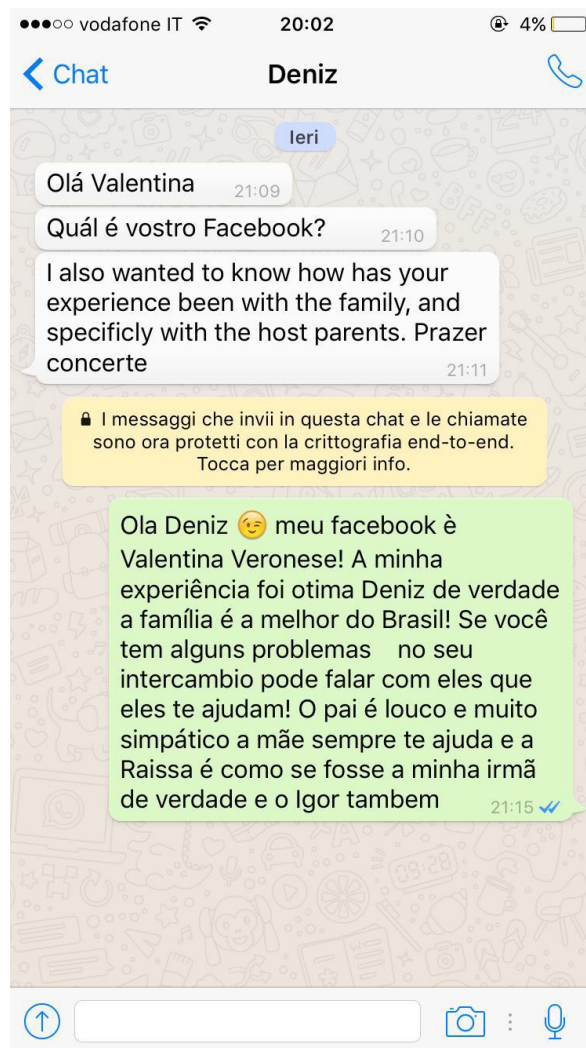 vodafone IT 20:02 4%
Chat Deniz
Ieri
Olá Valentina 21:09
Quál é vostro Facebook? 21:10
I also wanted to know how has your
experience been with the family, and
specificly with the host parents. Prazer
concerte 21:11
I messaggi che invii in questa chat e le chiamate
sono ora protetti con la crittografia end-to-end.
Tocca per maggiori info.
Ola Deniz 😉 meu facebook è
Valentina Veronese! A minha
experiência foi otima Deniz de verdade
a família é a melhor do Brasil! Se você
tem alguns problemas no seu
intercambio pode falar com eles que
eles te ajudam! O pai é louco e muito
simpático a mãe sempre te ajuda e a
Raissa é como se fosse a minha irmã
de verdade e o Igor tambem 21:15